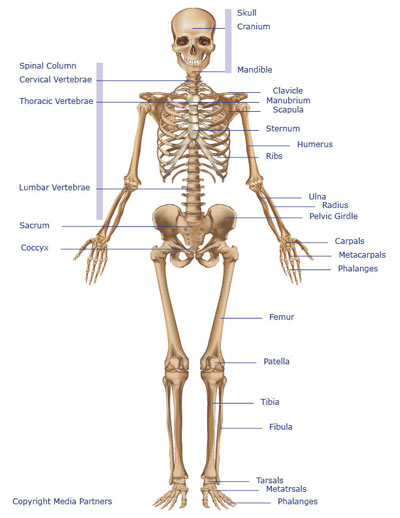 Skull
Cranium
Spinal Column
Mandible
Cervical Vertebrae
Clavicle
Thoracic Vertebrae
Manubrium
Scapula
Sternum
Humerus
Ribs
Lumbar Vertebrae
Ulna
Radius
Pelvic Girdle
Sacrum
Carpals
Coccyx
Metacarpals
Phalanges
Femur
Patella
Tibia
Fibula
Tarsals
Metatrsals
Copyright Media Partners
Phalanges